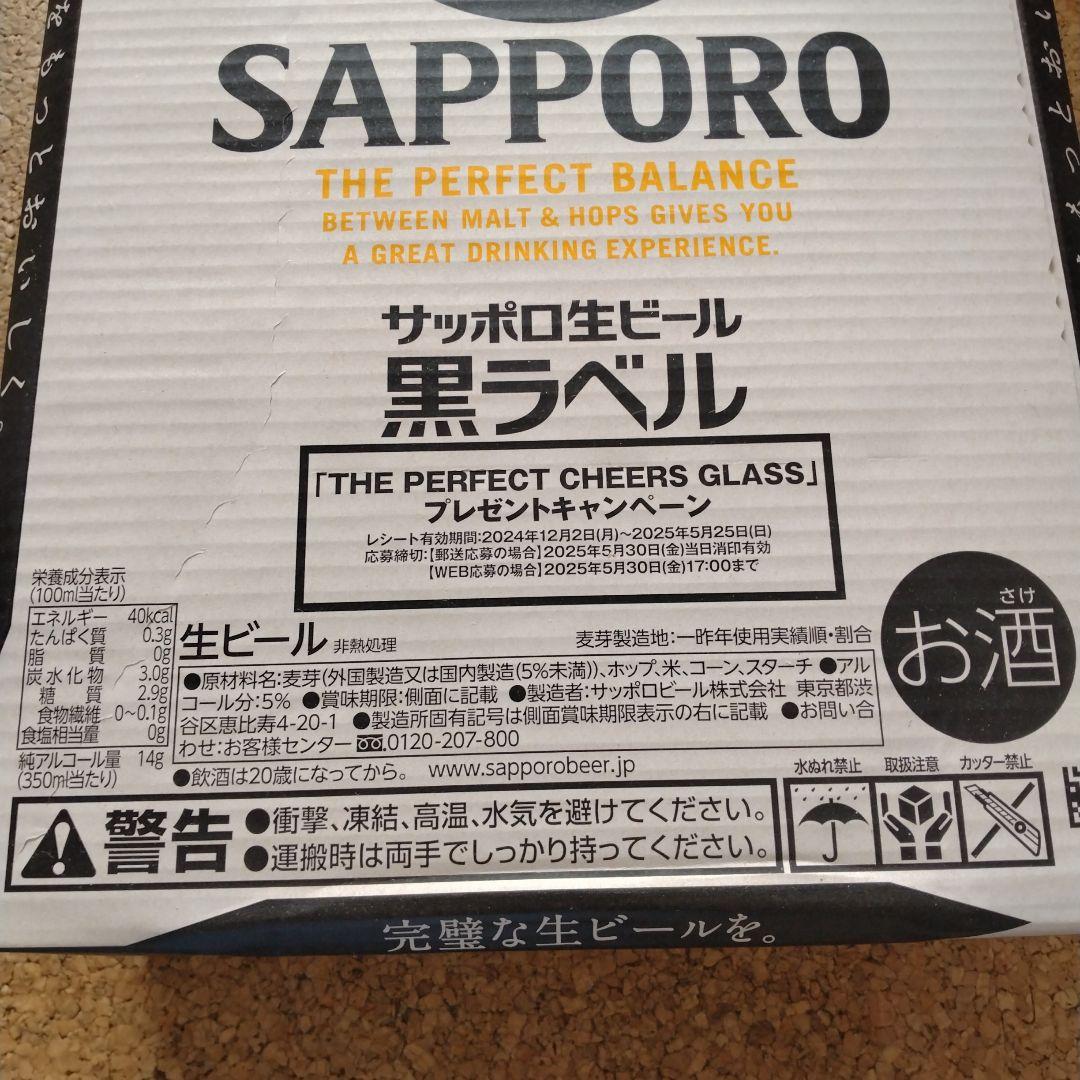 SAPPORO
THE PERFECT BALANCE
BETWEEN MALT & HOPS GIVES YOU
A GREAT DRINKING EXPERIENCE.
サッポロ生ビール
黒ラベル
「THE PERFECT CHEERS GLASS」
プレゼントキャンペーン
レシート有効期間:2024年12月2日(月)〜2025年5月25日(日)
応募締切:【郵送応募の場合】2025年5月30日(金)当日消印有効
【WEB応募の場合】2025年5月30日(金)17:00まで
栄養成分表示
(100ml当たり)
エネルギー 40kcal
たんぱく質 0.3g
脂質 0g
炭水化物 3.0g
糖質 2.9g
食物繊維 0~0.1g
食塩相当量 0g
純アルコール量 14g
(350ml当たり)
生ビール 非熱処理
麦芽製造地:一昨年使用実績順・割合
●原材料名:麦芽(外国製造又は国内製造(5%未満))、ホップ、米、コーン、スターチ ●アル
コール分:5% ●賞味期限:側面に記載 ●製造者:サッポロビール株式会社 東京都渋
谷区恵比寿4-20-1 ●製造所固有記号は側面賞味期限表示の右に記載 ●お問い合
わせ:お客様センター 0120-207-800
●飲酒は20歳になってから。 www.sapporobeer.jp
さけ
お酒
水ぬれ禁止
取扱注意
カッター禁止
警告
●衝撃、凍結、高温、水気を避けてください。
●運搬時は両手でしっかり持ってください。
完璧な生ビールを。